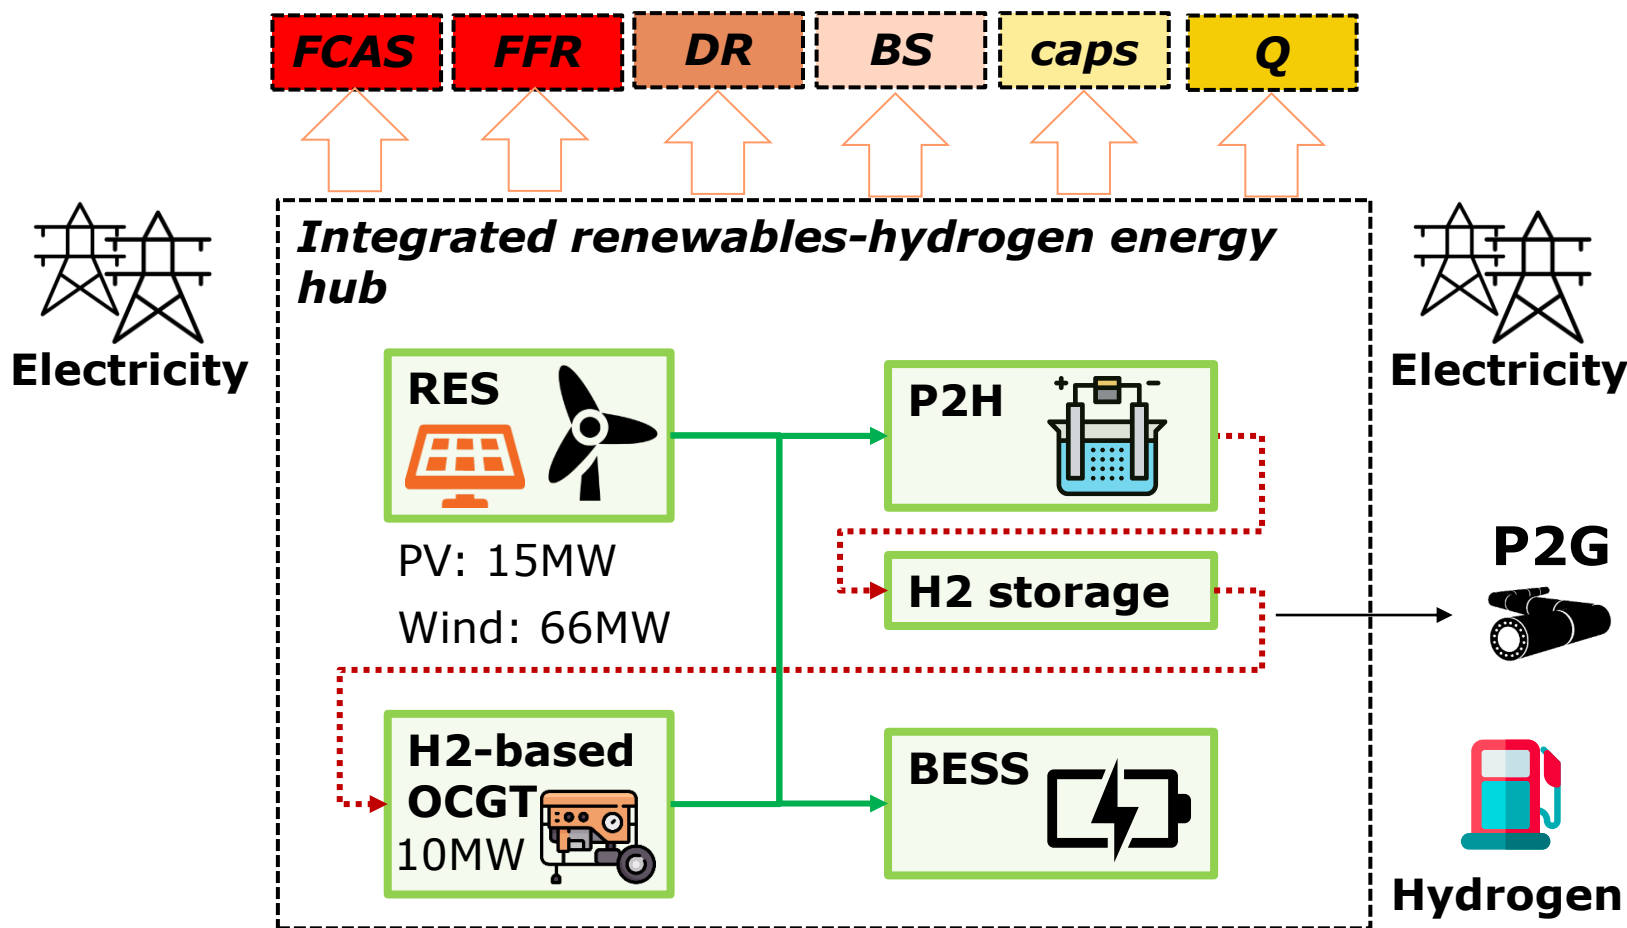 FCAS
FFR
DR
BS
caps
Q
Integrated renewables-hydrogen energy
hub
Electricity
Electricity
RES
P2H
+ −
PV: 15MW
Wind: 66MW
H2 storage
P2G
H2-based
OCGT
10MW
BESS
Hydrogen